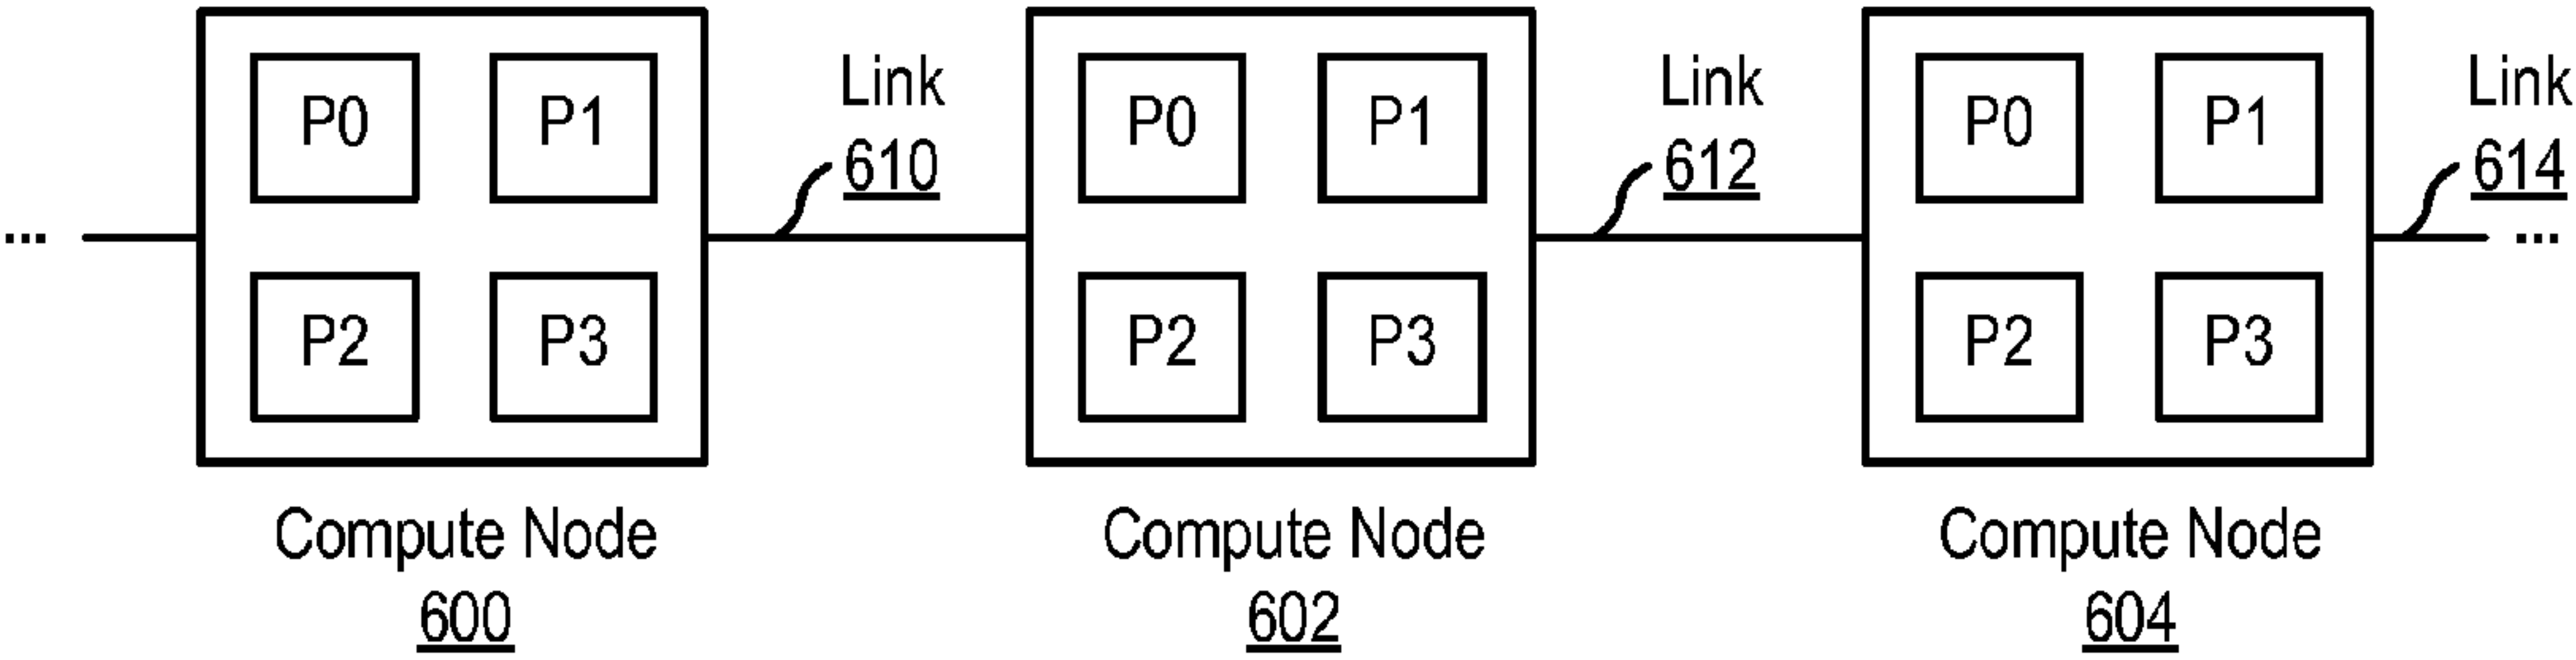 P0 P1
P2 P3
Compute Node
600
Link
610
P0 P1
P2 P3
Compute Node
602
Link
612
P0 P1
P2 P3
Compute Node
604
Link
614
...
...